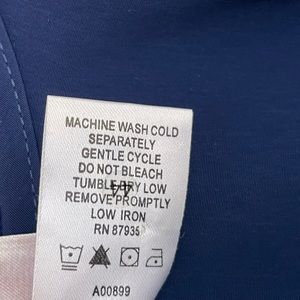 MACHINE WASH COLD
SEPARATELY
GENTLE CYCLE
DO NOT BLEACH
TUMBLE DRY LOW
44
REMOVE PROMPTLY
LOW IRON
RN 87935
A00899